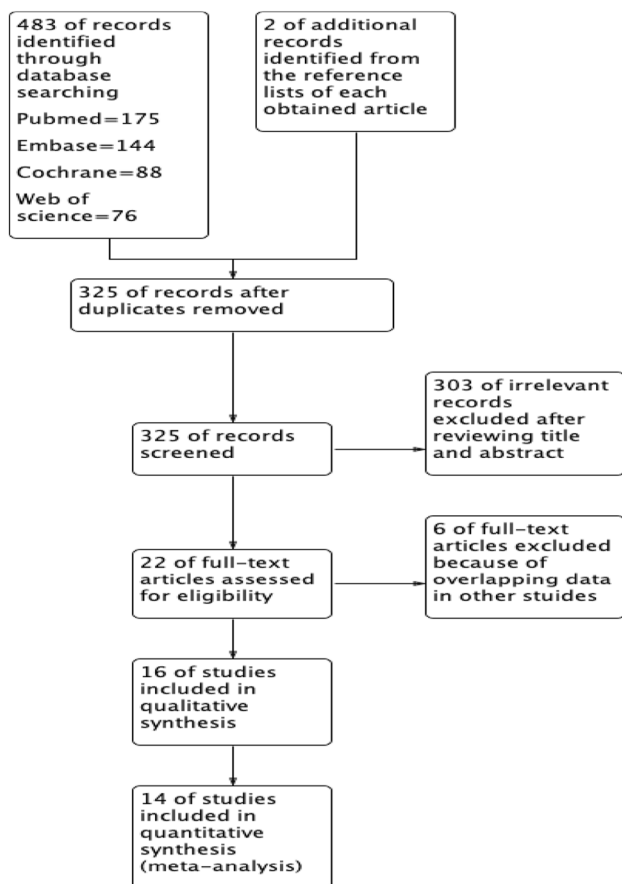 483 of records
identified
through
database
searching
Pubmed=175
Embase=144
Cochrane=88
Web of
science=76
2 of additional
records
identified from
the reference
lists of each
obtained article
325 of records after
duplicates removed
303 of irrelevant
records
excluded after
reviewing title
and abstract
325 of records
screened
6 of full-text
articles excluded
because of
overlapping data
in other stuides
22 of full-text
articles assessed
for eligibility
16 of studies
included in
qualitative
synthesis
14 of studies
included in
quantitative
synthesis
(meta-analysis)